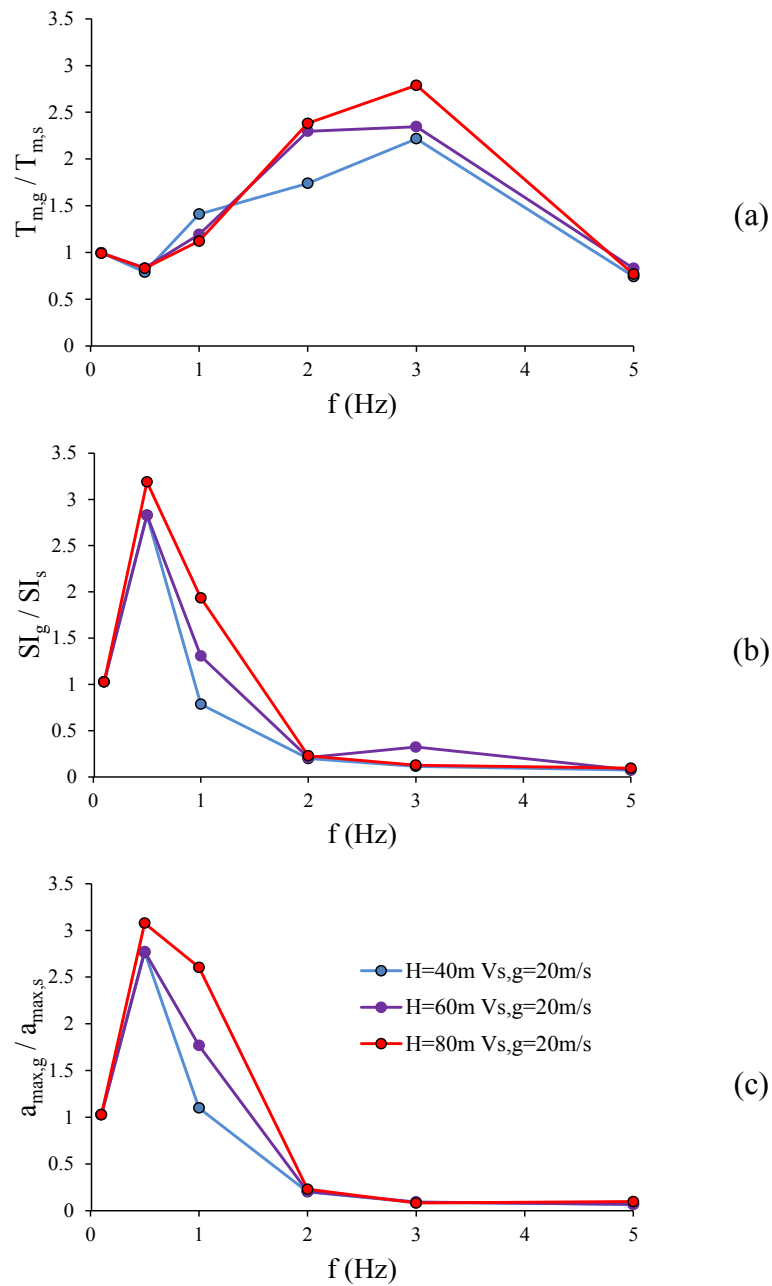 3.5
3
2.5
2
1.5
1
0.5
0
T_m,g / T_m,s
0 1 2 3 4 5
f (Hz)
(a)
3.5
3
2.5
2
1.5
1
0.5
0
SI_g / SI_s
0 1 2 3 4 5
f (Hz)
(b)
3.5
3
2.5
2
1.5
1
0.5
0
a_max,g / a_max,s
H=40m Vs,g=20m/s
H=60m Vs,g=20m/s
H=80m Vs,g=20m/s
0 1 2 3 4 5
f (Hz)
(c)